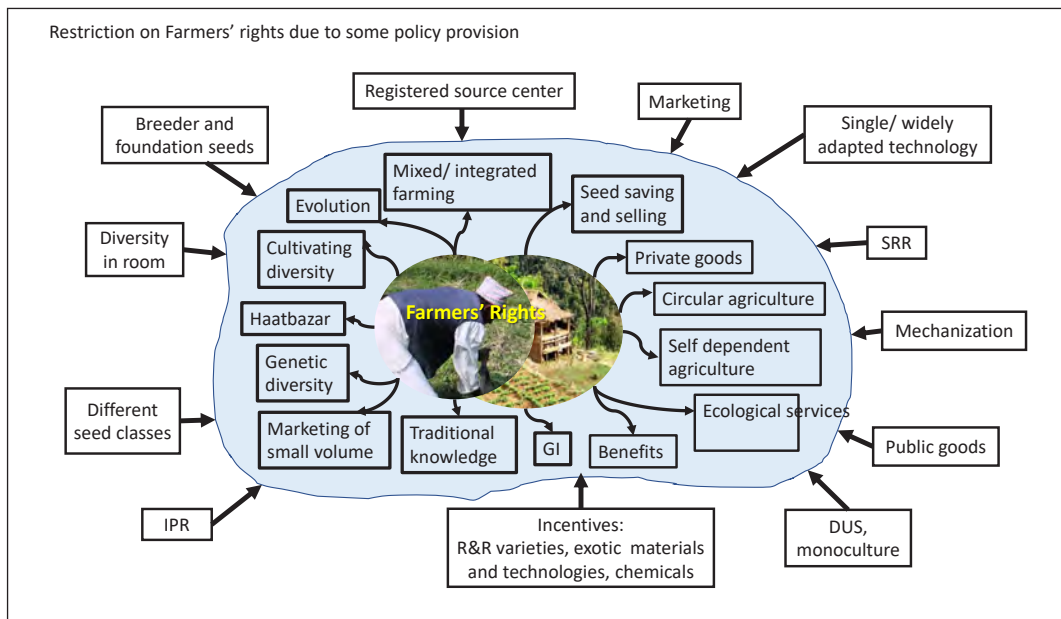 Restriction on Farmers' rights due to some policy provision
Registered source center
Marketing
Breeder and
foundation seeds
Single/ widely
adapted technology
Mixed/ integrated
farming
Seed saving
and selling
Evolution
Diversity
in room
Cultivating
diversity
SRR
Private goods
Circular agriculture
Farmers' Rights
Haatbazar
Mechanization
Self dependent
agriculture
Genetic
diversity
Different
seed classes
Ecological services
Marketing of
small volume
Traditional
knowledge
GI
Benefits
Public goods
IPR
Incentives:
R&R varieties, exotic materials
and technologies, chemicals
DUS,
monoculture